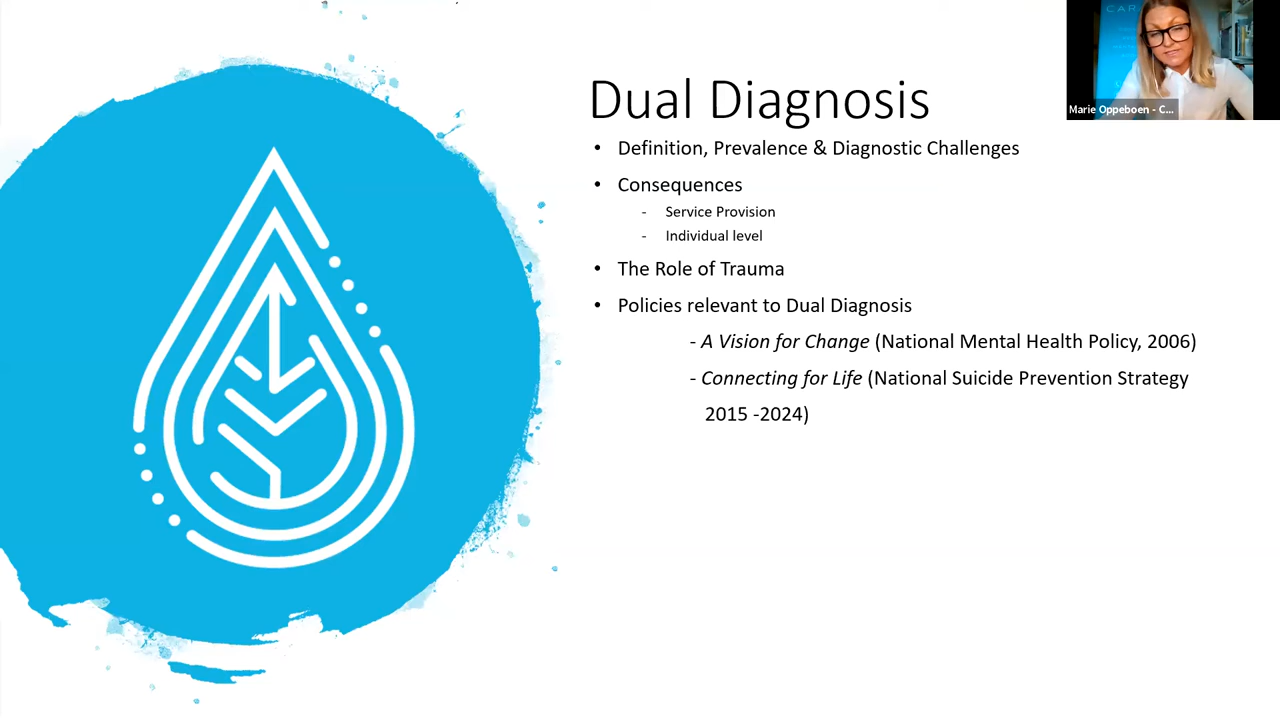 Dual Diagnosis
• Definition, Prevalence & Diagnostic Challenges
• Consequences
- Service Provision
- Individual level
• The Role of Trauma
• Policies relevant to Dual Diagnosis
- A Vision for Change (National Mental Health Policy, 2006)
- Connecting for Life (National Suicide Prevention Strategy
2015 -2024)
CAR
Marie Oppeboen - C...